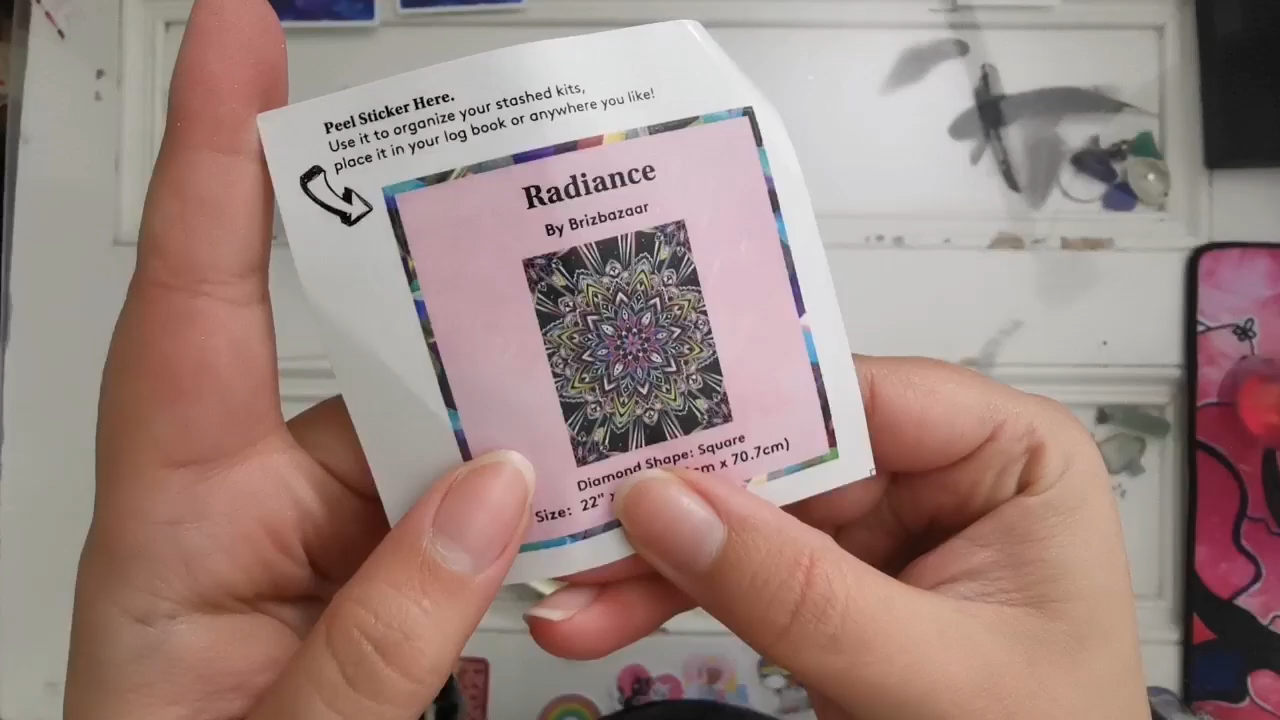 Peel Sticker Here.
Use it to organize your stashed kits,
place it in your log book or anywhere you like!
Radiance
By Brizbazaar
Diamond Shape: Square
Size: 22" x 70.7cm)